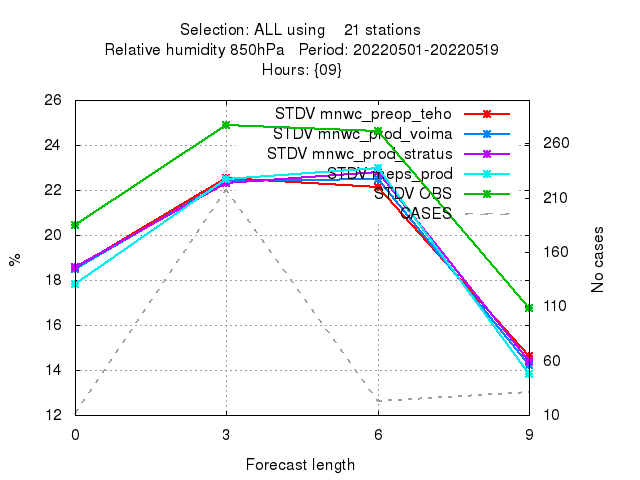 Selection: ALL using 21 stations
Relative humidity 850hPa Period: 20220501-20220519
Hours: {09}
STDV mnwc_preop_teho
STDV mnwc_prod_voima
STDV mnwc_prod_stratus
STDV meps_prod
STDV OBS
CASES
26
24
22
20
18
16
14
12
%
260
210
160
110
60
10
No cases
0 3 6 9
Forecast length